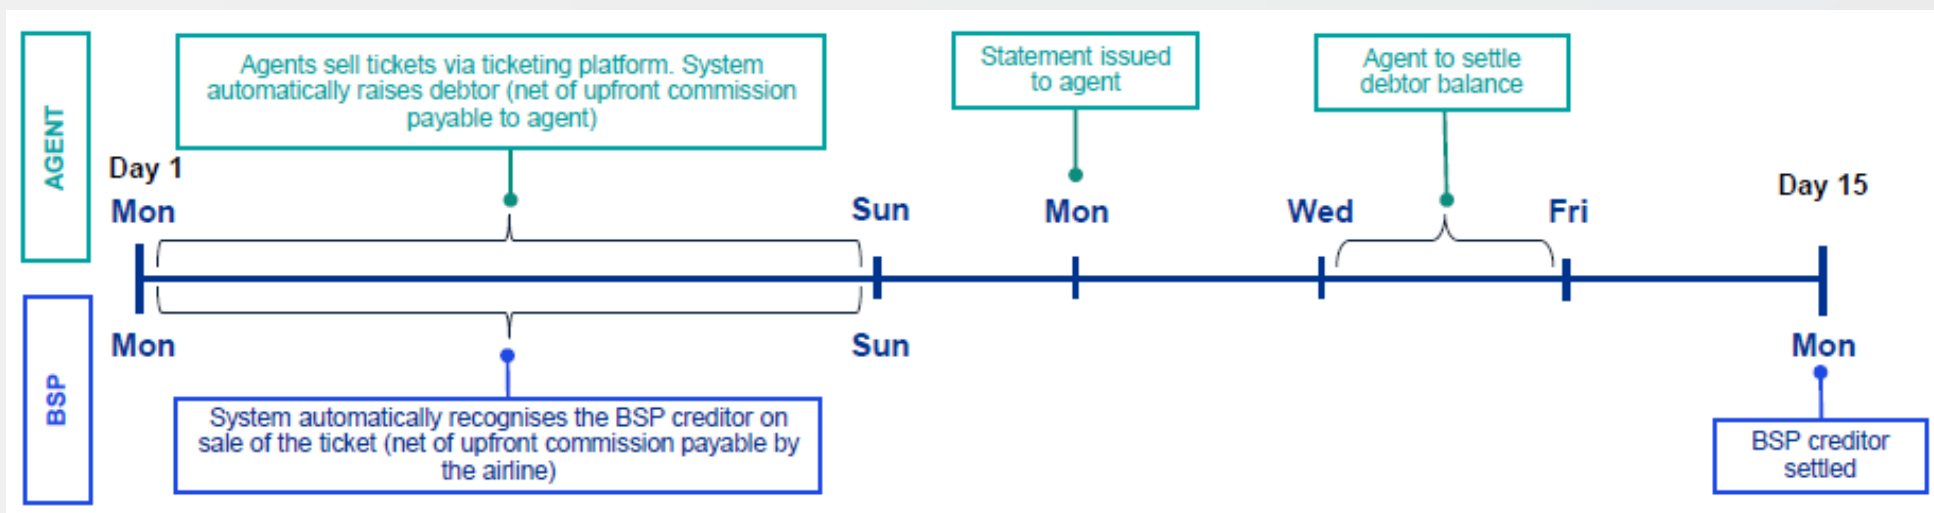 AGENT
Agents sell tickets via ticketing platform. System
automatically raises debtor (net of upfront commission
payable to agent)
Statement issued
to agent
Agent to settle
debtor balance
Day 1
Mon
Sun
Mon
Wed
Fri
Day 15
BSP
Mon
Sun
Mon
System automatically recognises the BSP creditor on
sale of the ticket (net of upfront commission payable by
the airline)
BSP creditor
settled